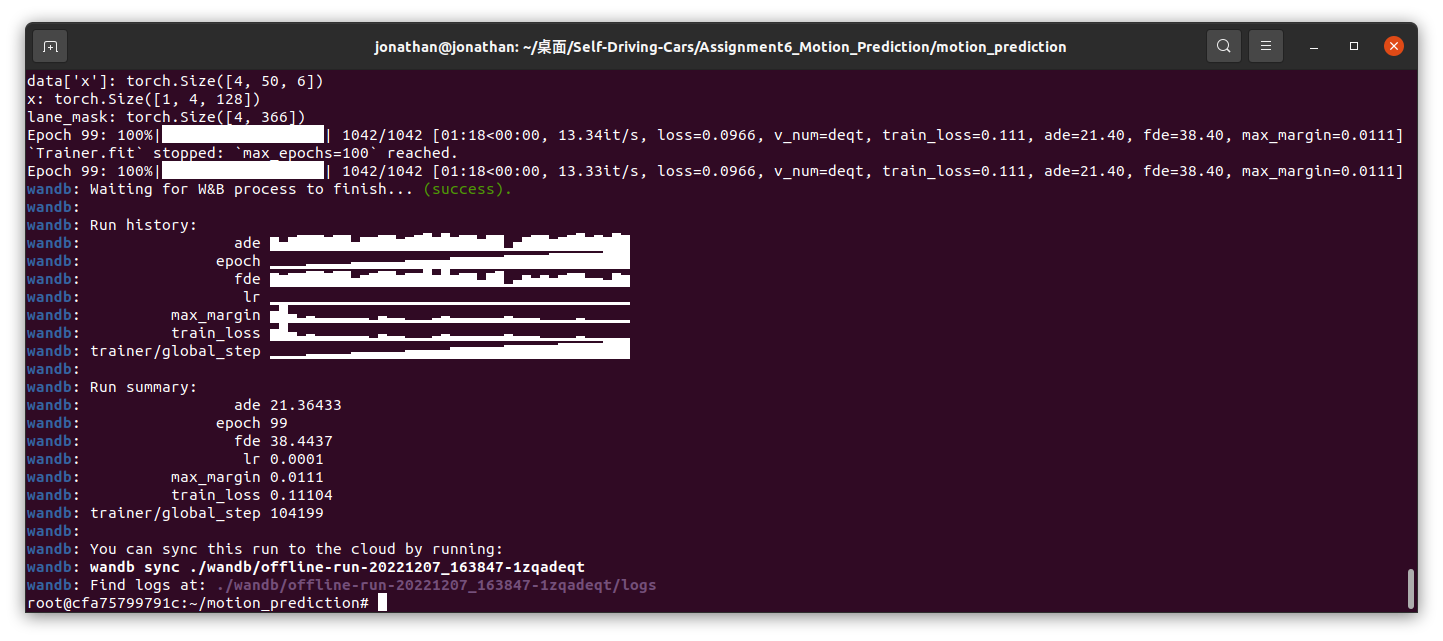 jonathan@jonathan: ~/桌面/Self-Driving-Cars/Assignment6_Motion_Prediction/motion_prediction
data['x']: torch.Size([4, 50, 6])
x: torch.Size([1, 4, 128])
lane_mask: torch.Size([4, 366])
Epoch 99: 100%|██████████████████| 1042/1042 [01:18<00:00, 13.34it/s, loss=0.0966, v_num=deqt, train_loss=0.111, ade=21.40, fde=38.40, max_margin=0.0111]
`Trainer.fit` stopped: `max_epochs=100` reached.
Epoch 99: 100%|██████████████████| 1042/1042 [01:18<00:00, 13.33it/s, loss=0.0966, v_num=deqt, train_loss=0.111, ade=21.40, fde=38.40, max_margin=0.0111]
wandb: Waiting for W&B process to finish... (success).
wandb:
wandb: Run history:
wandb: ade
wandb: epoch
wandb: fde
wandb: lr
wandb: max_margin
wandb: train_loss
wandb: trainer/global_step
wandb:
wandb: Run summary:
wandb: ade 21.36433
wandb: epoch 99
wandb: fde 38.4437
wandb: lr 0.0001
wandb: max_margin 0.0111
wandb: train_loss 0.11104
wandb: trainer/global_step 104199
wandb:
wandb: You can sync this run to the cloud by running:
wandb: wandb sync ./wandb/offline-run-20221207_163847-1zqadeqt
wandb: Find logs at: ./wandb/offline-run-20221207_163847-1zqadeqt/logs
root@cfa75799791c:~/motion_prediction#